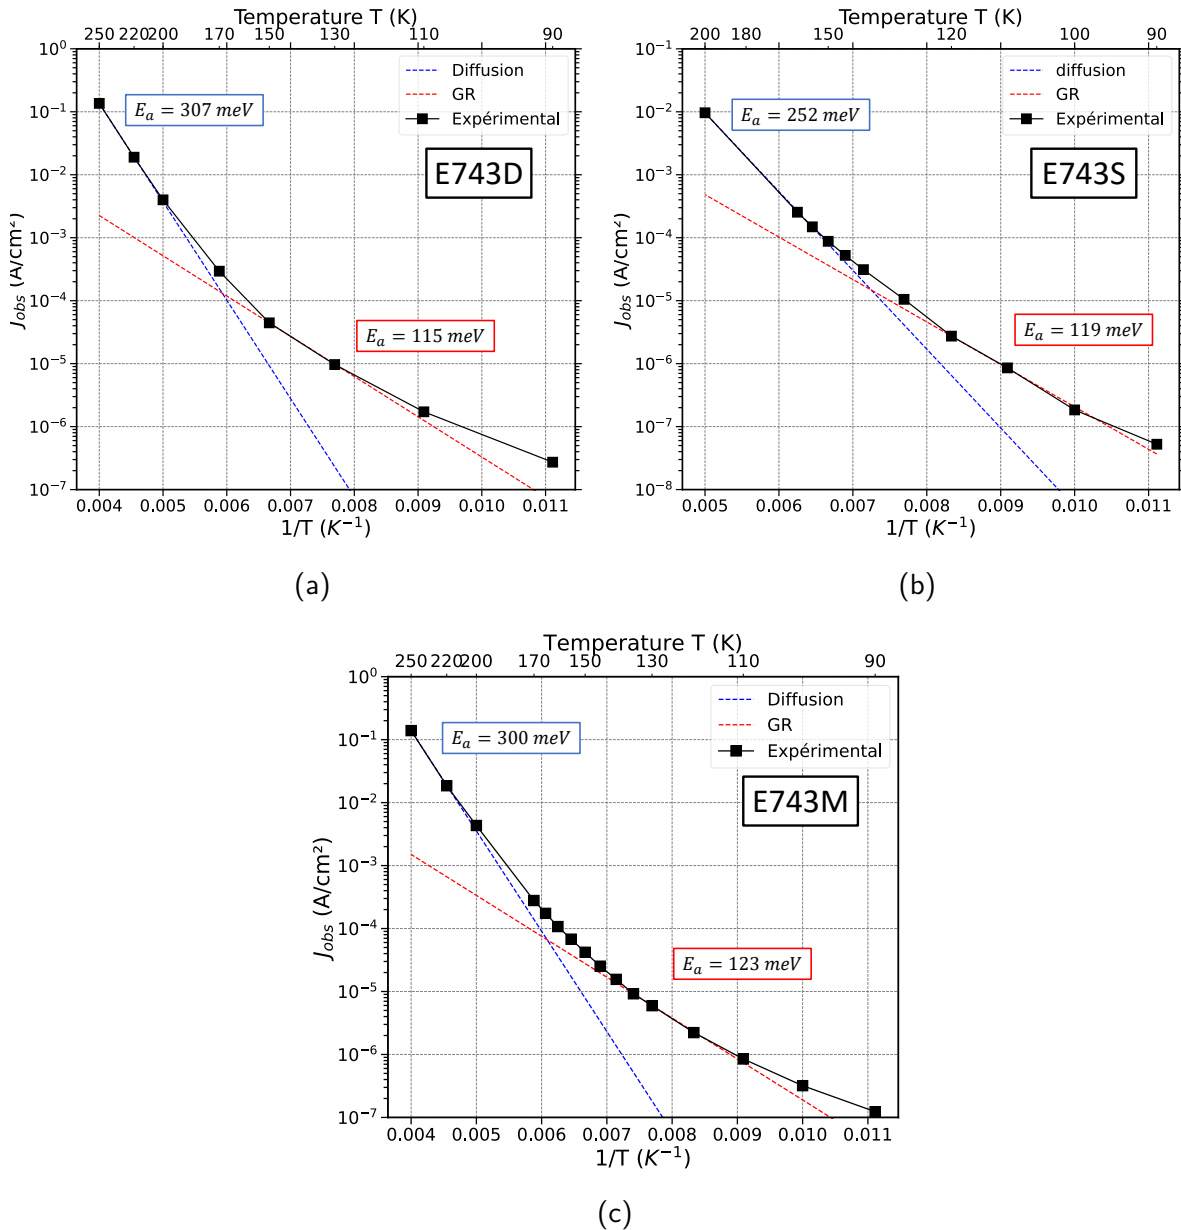 Temperature T (K)
250 220 200 170 150 130 110 90
10⁰
10⁻¹
10⁻²
10⁻³
10⁻⁴
10⁻⁵
10⁻⁶
10⁻⁷
J_obs (A/cm²)
Diffusion
GR
Expérimental
E_a = 307 meV
E743D
E_a = 115 meV
0.004 0.005 0.006 0.007 0.008 0.009 0.010 0.011
1/T (K⁻¹)
(a)
Temperature T (K)
200 180 150 120 100 90
10⁻¹
10⁻²
10⁻³
10⁻⁴
10⁻⁵
10⁻⁶
10⁻⁷
10⁻⁸
J_obs (A/cm²)
diffusion
GR
Expérimental
E_a = 252 meV
E743S
E_a = 119 meV
0.005 0.006 0.007 0.008 0.009 0.010 0.011
1/T (K⁻¹)
(b)
Temperature T (K)
250 220 200 170 150 130 110 90
10⁰
10⁻¹
10⁻²
10⁻³
10⁻⁴
10⁻⁵
10⁻⁶
10⁻⁷
J_obs (A/cm²)
Diffusion
GR
Expérimental
E_a = 300 meV
E743M
E_a = 123 meV
0.004 0.005 0.006 0.007 0.008 0.009 0.010 0.011
1/T (K⁻¹)
(c)